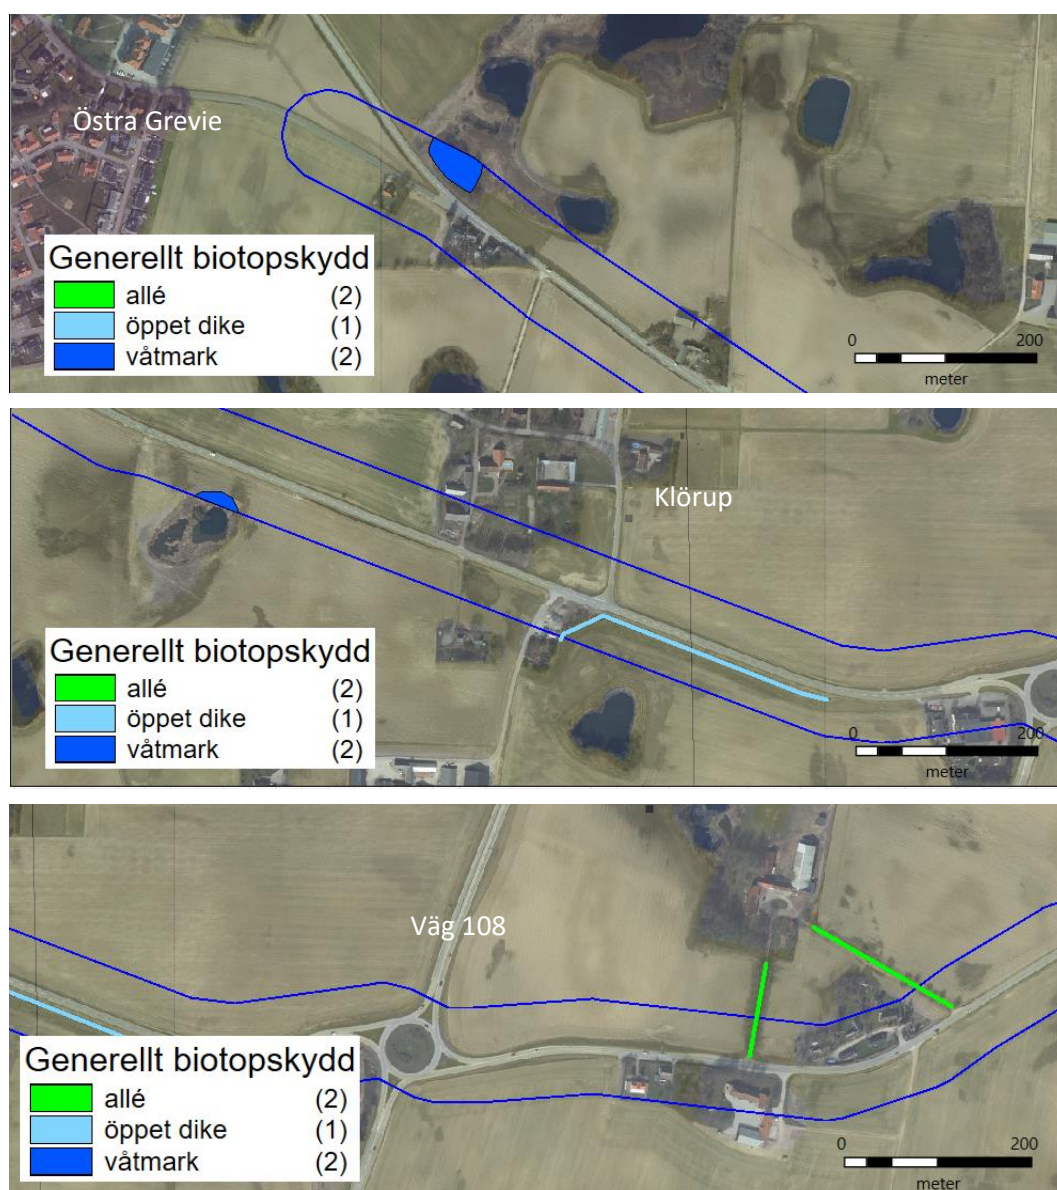 Östra Grevie
Generellt biotopskydd
allé (2)
öppet dike (1)
våtmark (2)
0 200
meter
Klörup
Generellt biotopskydd
allé (2)
öppet dike (1)
våtmark (2)
0 200
meter
Väg 108
Generellt biotopskydd
allé (2)
öppet dike (1)
våtmark (2)
0 200
meter